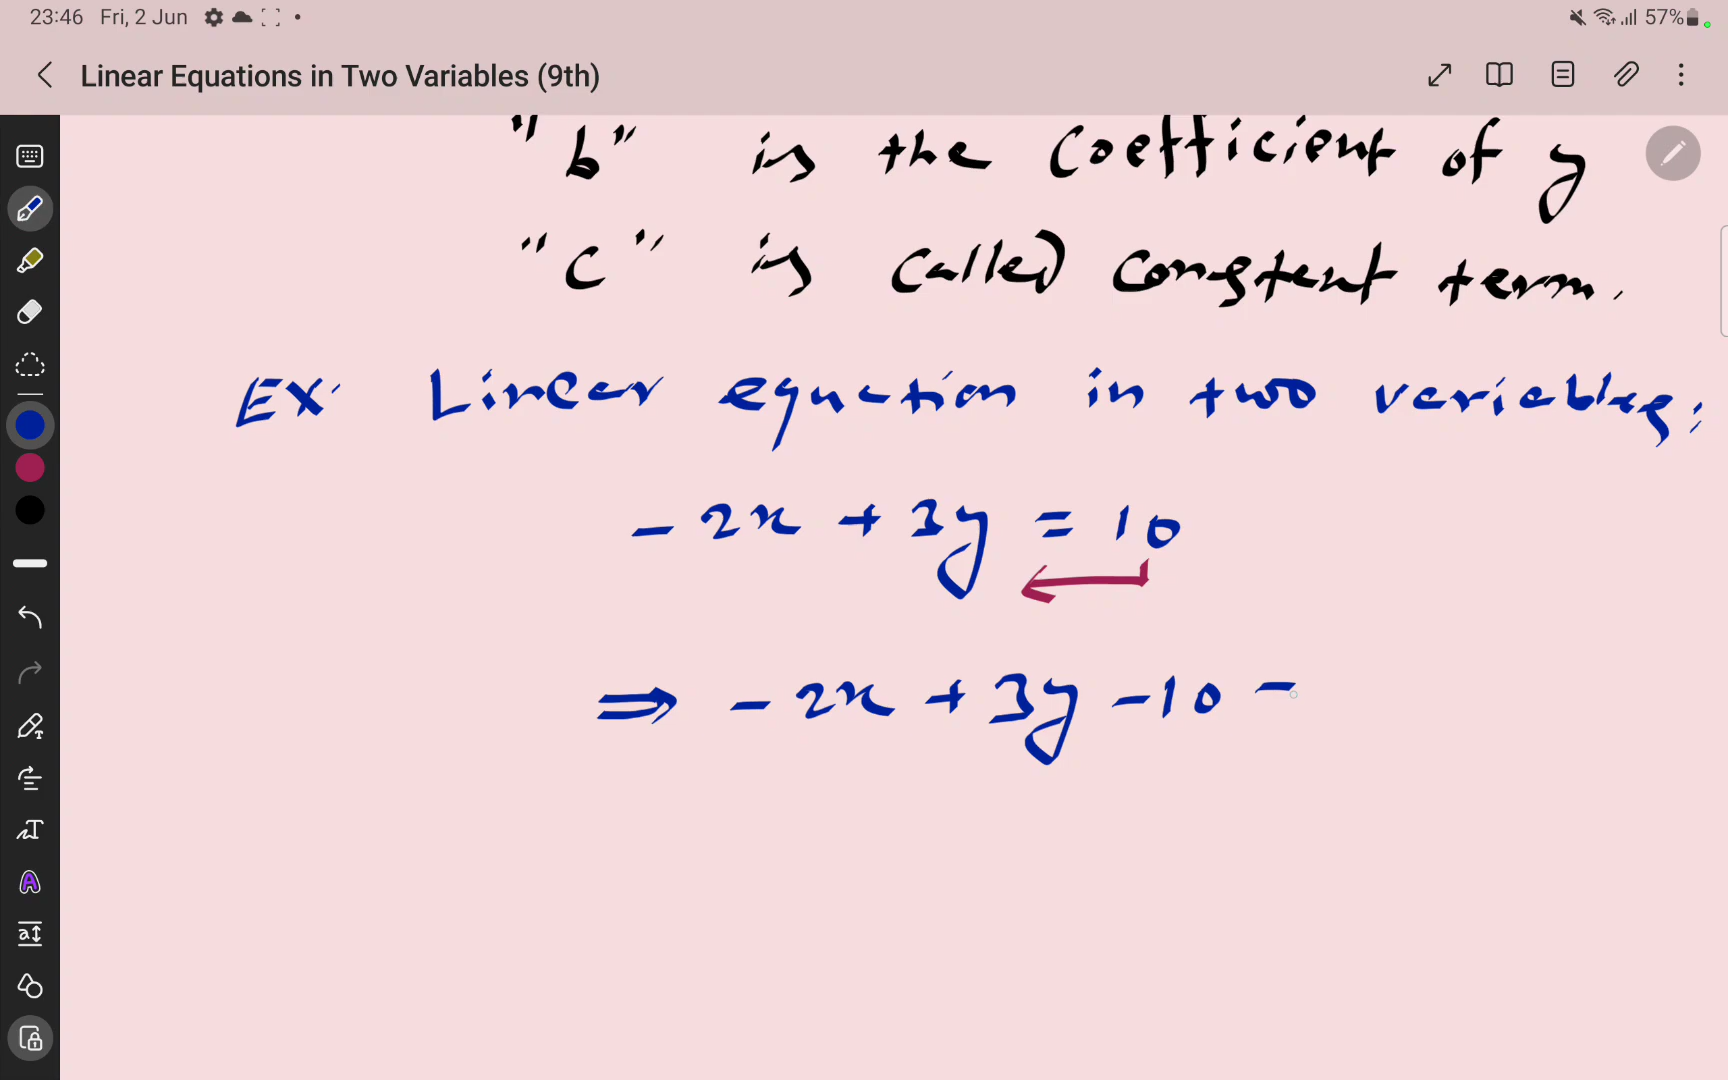 23:46 Fri, 2 Jun 57%
Linear Equations in Two Variables (9th)
"b" is the coefficient of y
"c" is called constent term.
EX: Linear equation in two variables:
- 2x + 3y = 10
⇒ - 2x + 3y - 10 -